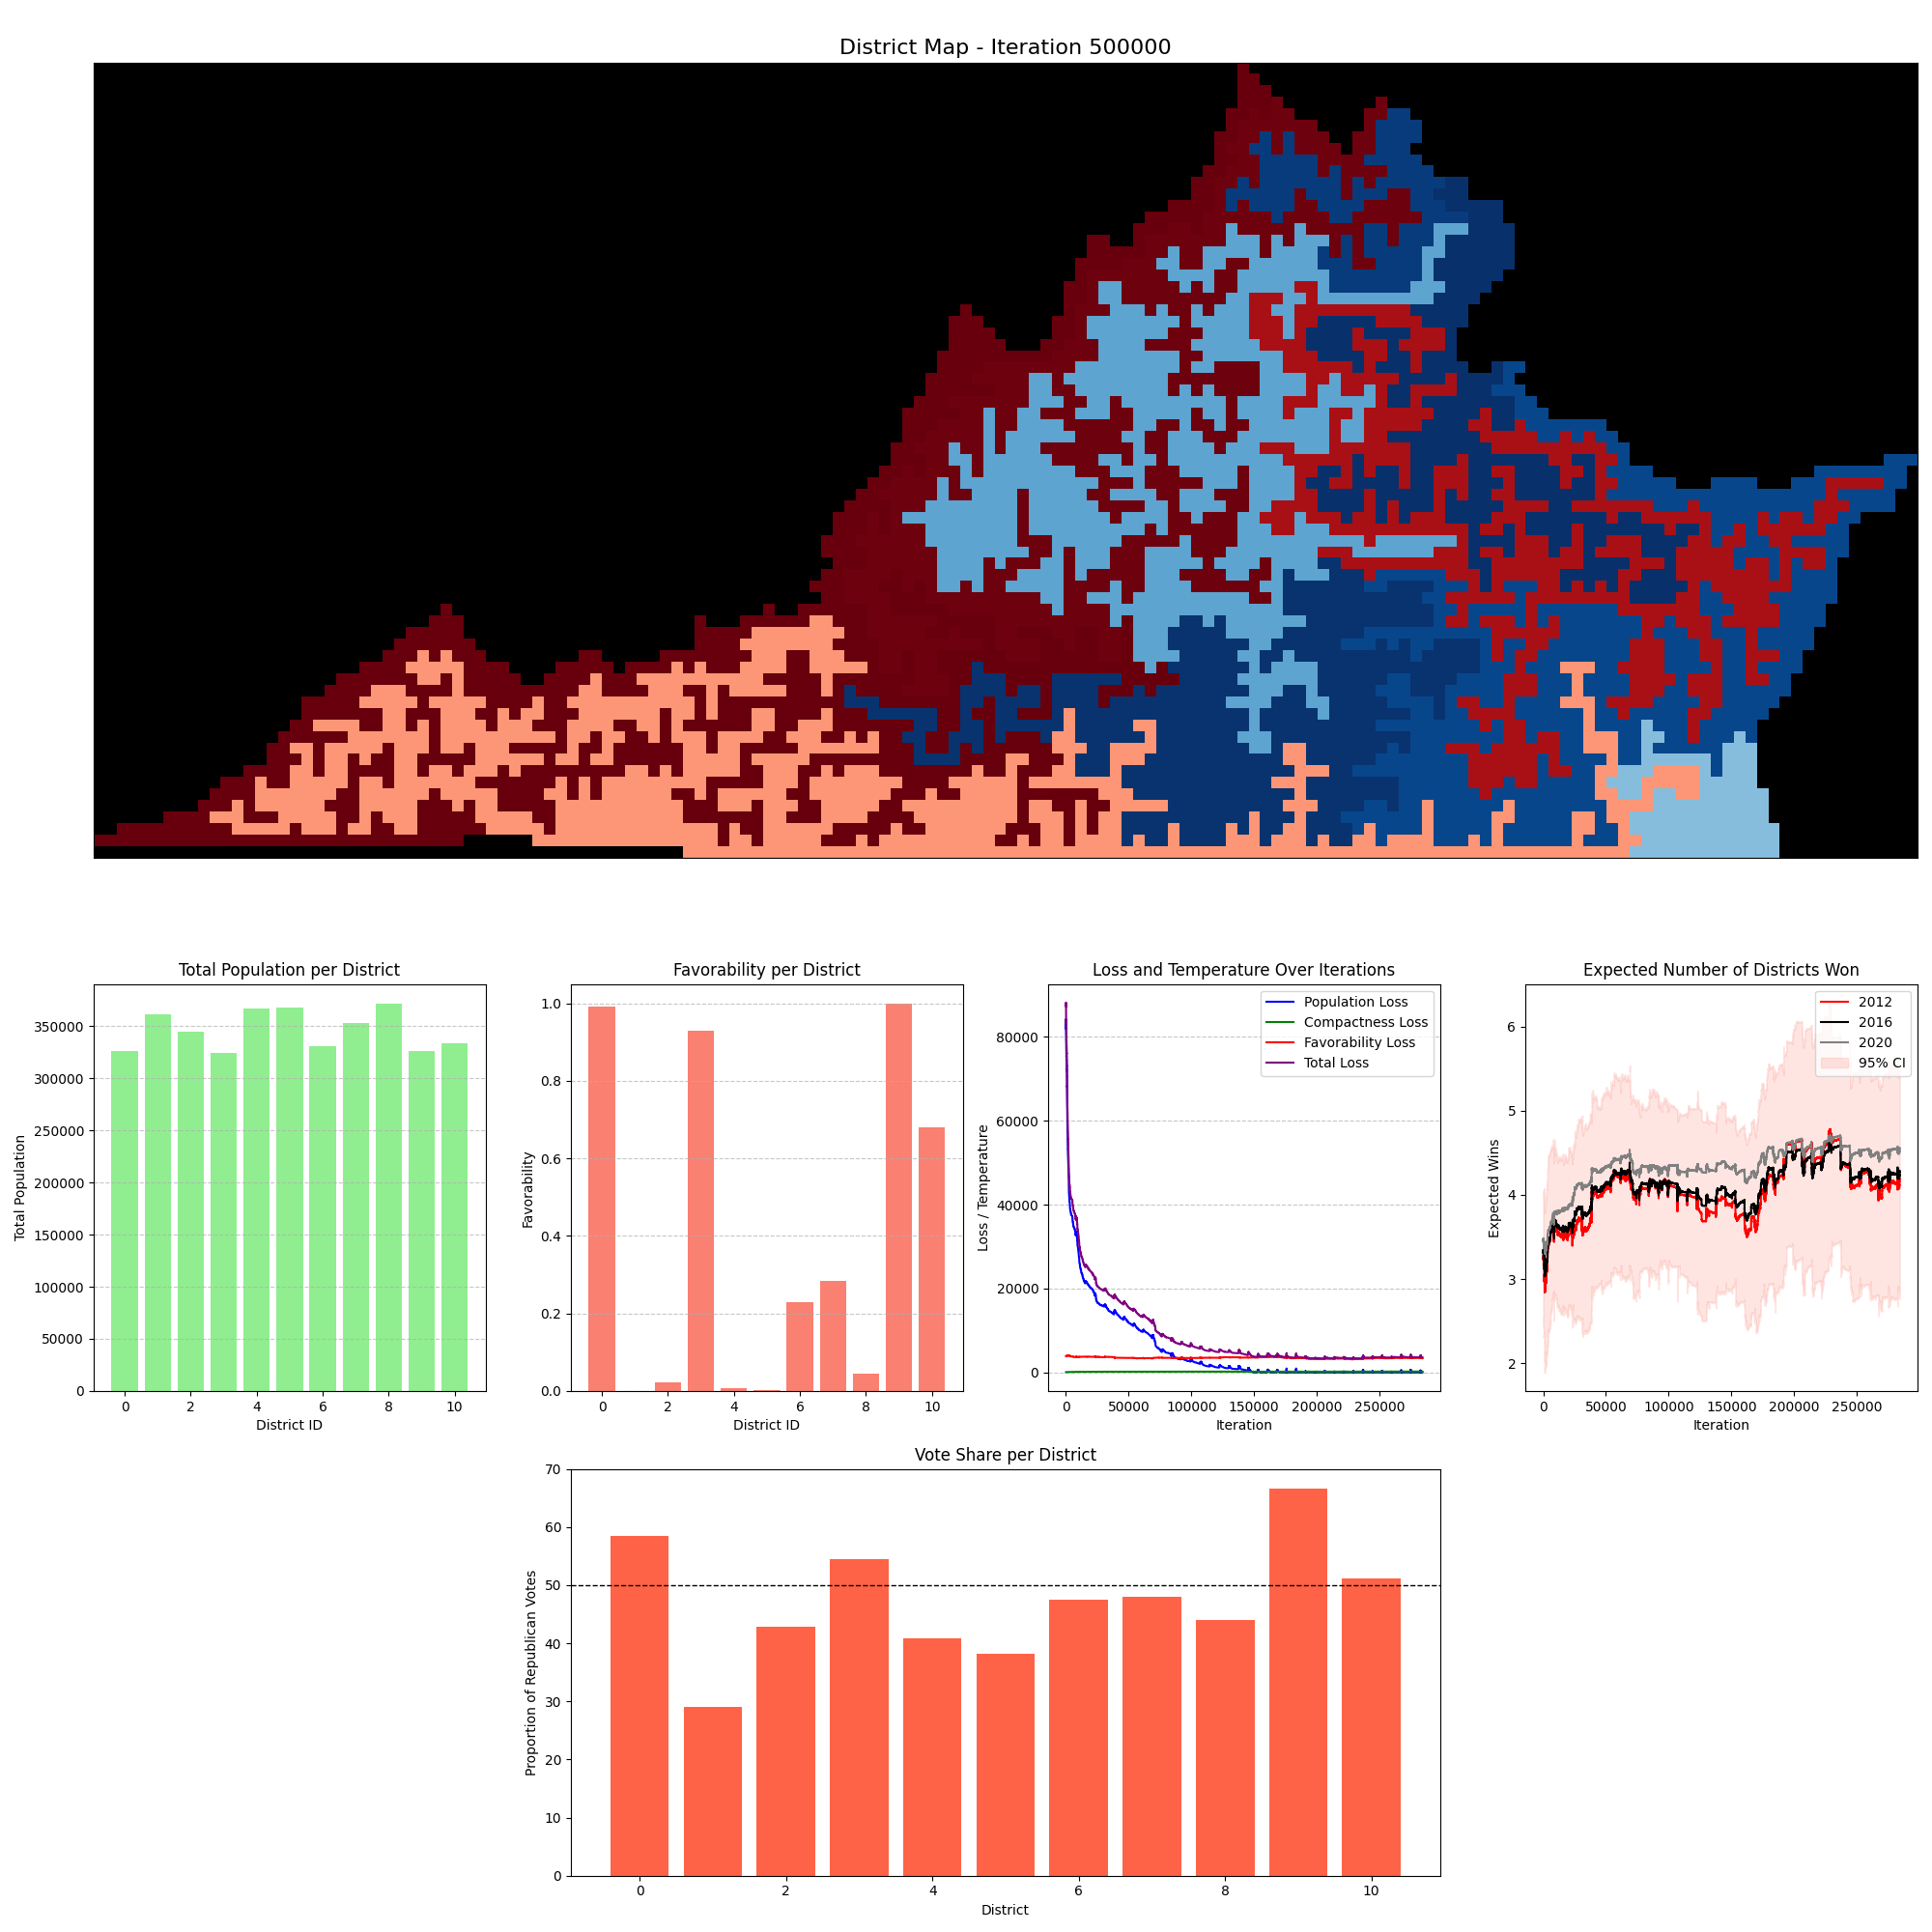 District Map - Iteration 500000
Total Population per District
Total Population
350000
300000
250000
200000
150000
100000
50000
0
0 2 4 6 8 10
District ID
Favorability per District
Favorability
1.0
0.8
0.6
0.4
0.2
0.0
0 2 4 6 8 10
District ID
Loss and Temperature Over Iterations
Loss / Temperature
80000
60000
40000
20000
0
Population Loss
Compactness Loss
Favorability Loss
Total Loss
0 50000 100000 150000 200000 250000
Iteration
Expected Number of Districts Won
Expected Wins
6
5
4
3
2
2012
2016
2020
95% CI
0 50000 100000 150000 200000 250000
Iteration
Vote Share per District
Proportion of Republican Votes
70
60
50
40
30
20
10
0
0 2 4 6 8 10
District